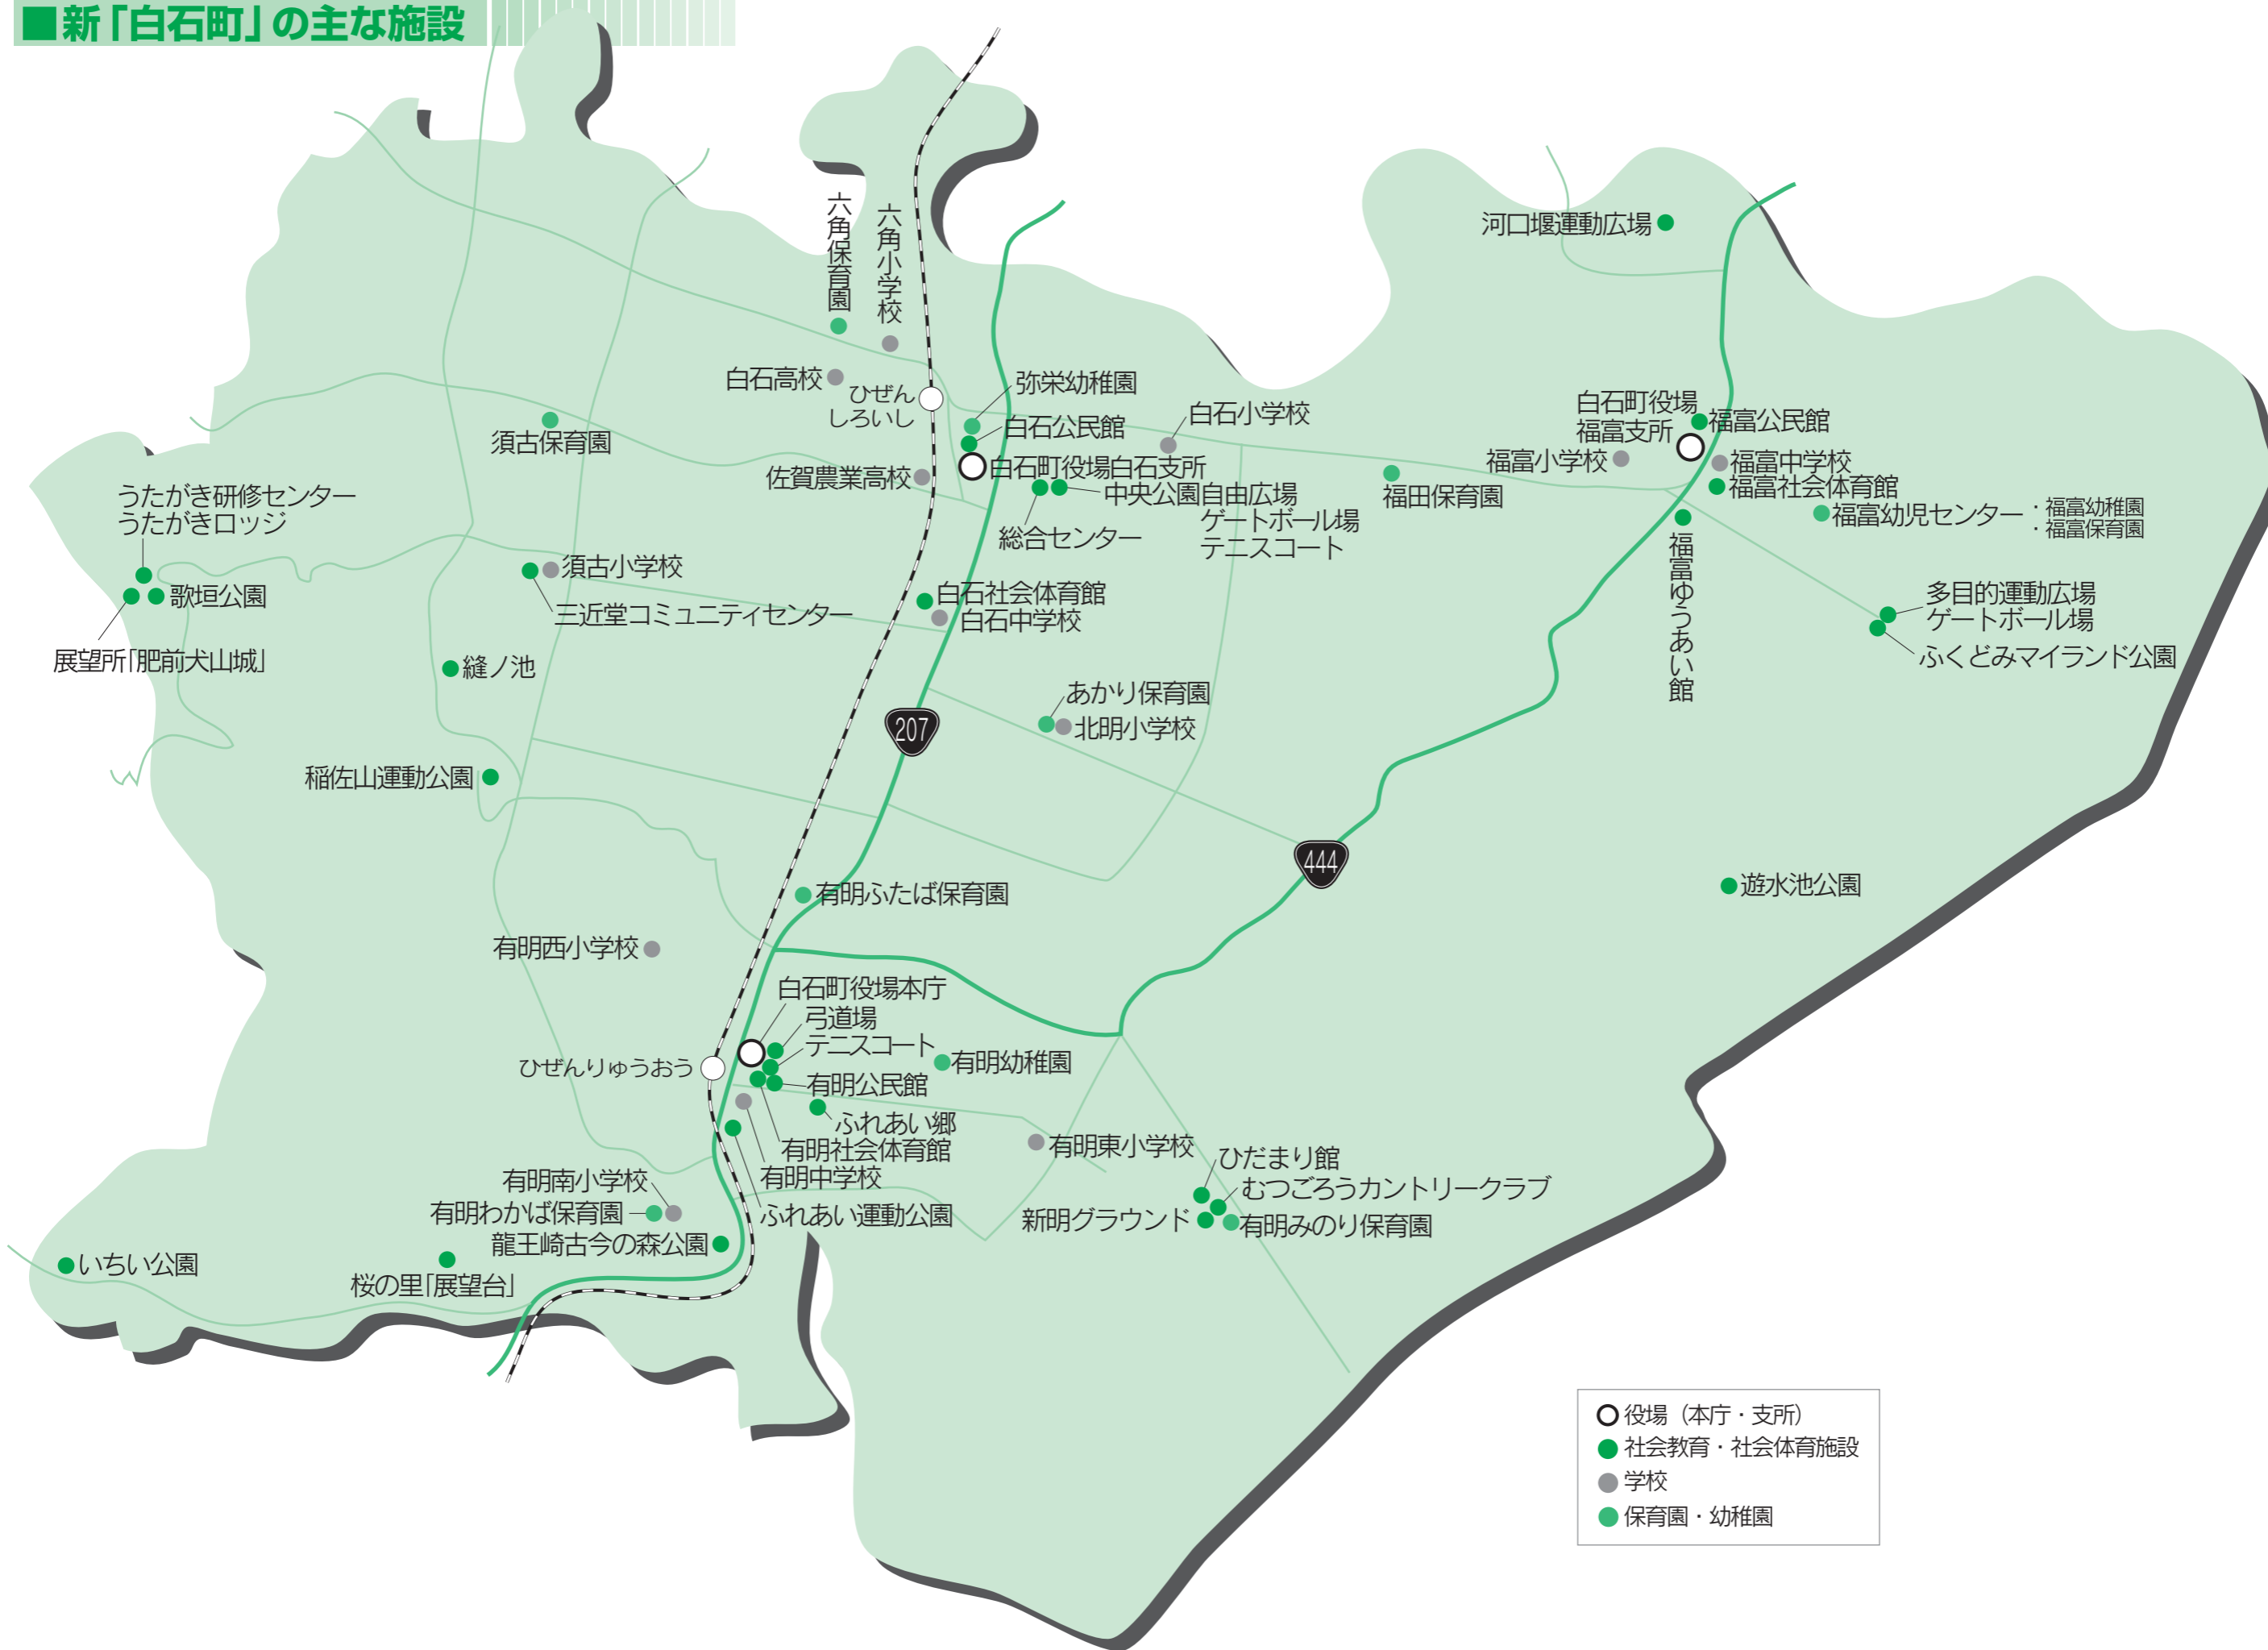 ■新「白石町」の主な施設
六角保育園
六角小学校
河口堰運動広場
白石高校
ひぜん
しろいし
弥栄幼稚園
白石公民館
白石小学校
白石町役場
福富支所
福富公民館
須古保育園
佐賀農業高校
白石町役場白石支所
中央公園自由広場
ゲートボール場
テニスコート
総合センター
福田保育園
福富小学校
福富中学校
福富社会体育館
福富幼児センター
・福富幼稚園
・福富保育園
福富ゆうあい館
うたがき研修センター
うたがきロッジ
歌垣公園
展望所「肥前犬山城」
須古小学校
三近堂コミュニティセンター
白石社会体育館
白石中学校
多目的運動広場
ゲートボール場
ふくどみマイランド公園
縫ノ池
あかり保育園
北明小学校
207
稲佐山運動公園
444
有明ふたば保育園
遊水池公園
有明西小学校
白石町役場本庁
弓道場
テニスコート
ひぜんりゅうおう
有明公民館
有明幼稚園
ふれあい郷
有明社会体育館
有明中学校
有明東小学校
ひだまり館
むつごろうカントリークラブ
新明グラウンド
有明みのり保育園
有明南小学校
有明わかば保育園
ふれあい運動公園
龍王崎古今の森公園
いちい公園
桜の里「展望台」
役場（本庁・支所）
社会教育・社会体育施設
学校
保育園・幼稚園